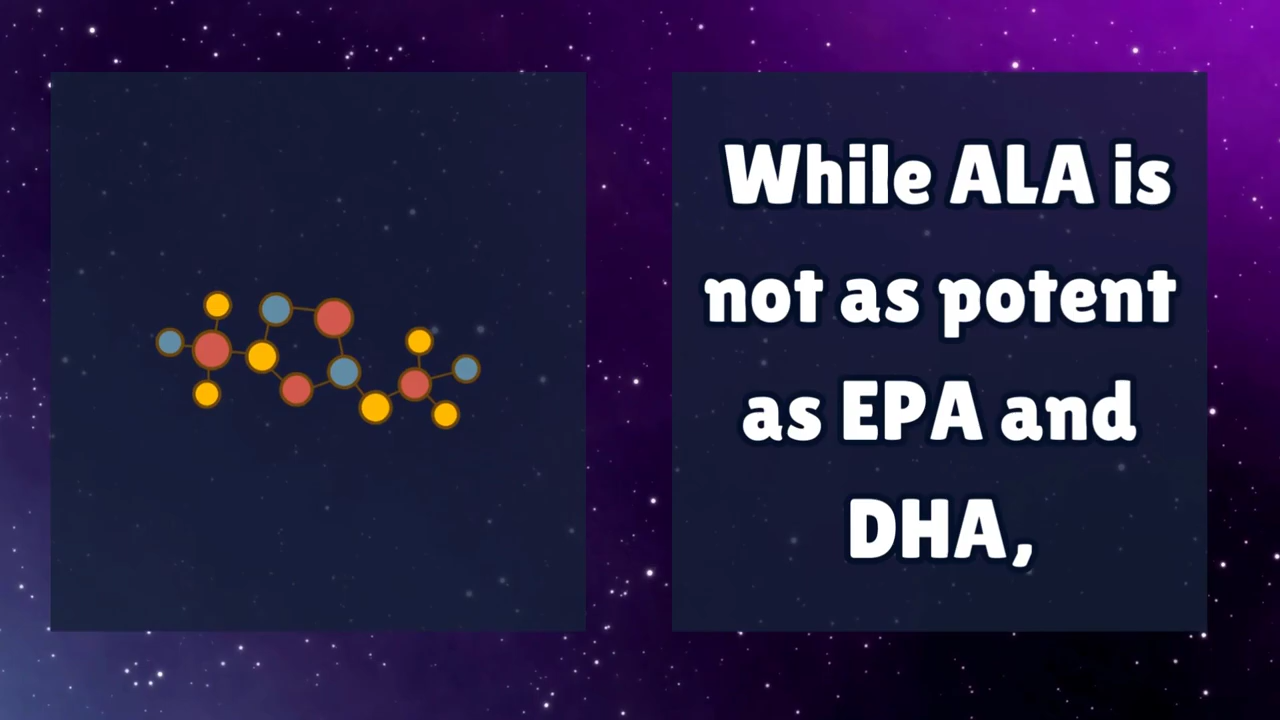 While ALA is
not as potent
as EPA and
DHA,